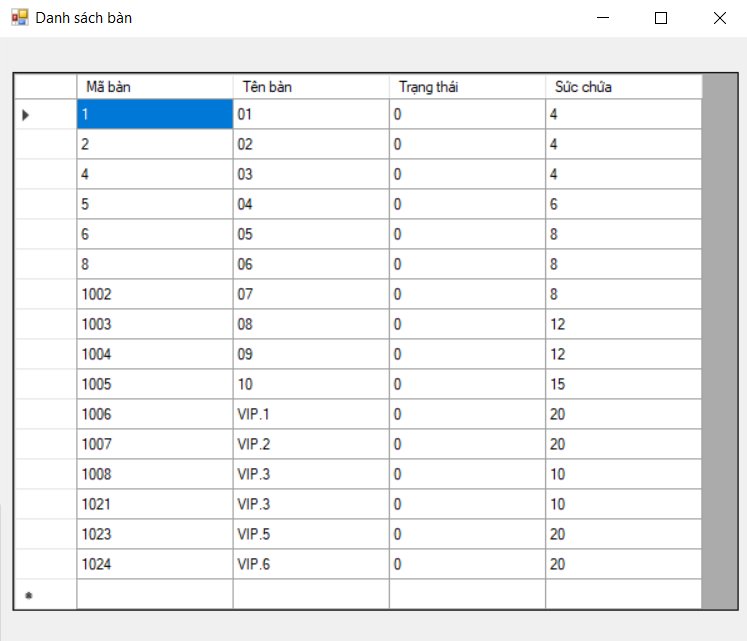 Danh sách bàn
Mã bàn Tên bàn Trạng thái Sức chứa
1 01 0 4
2 02 0 4
4 03 0 4
5 04 0 6
6 05 0 8
8 06 0 8
1002 07 0 8
1003 08 0 12
1004 09 0 12
1005 10 0 15
1006 VIP.1 0 20
1007 VIP.2 0 20
1008 VIP.3 0 10
1021 VIP.3 0 10
1023 VIP.5 0 20
1024 VIP.6 0 20